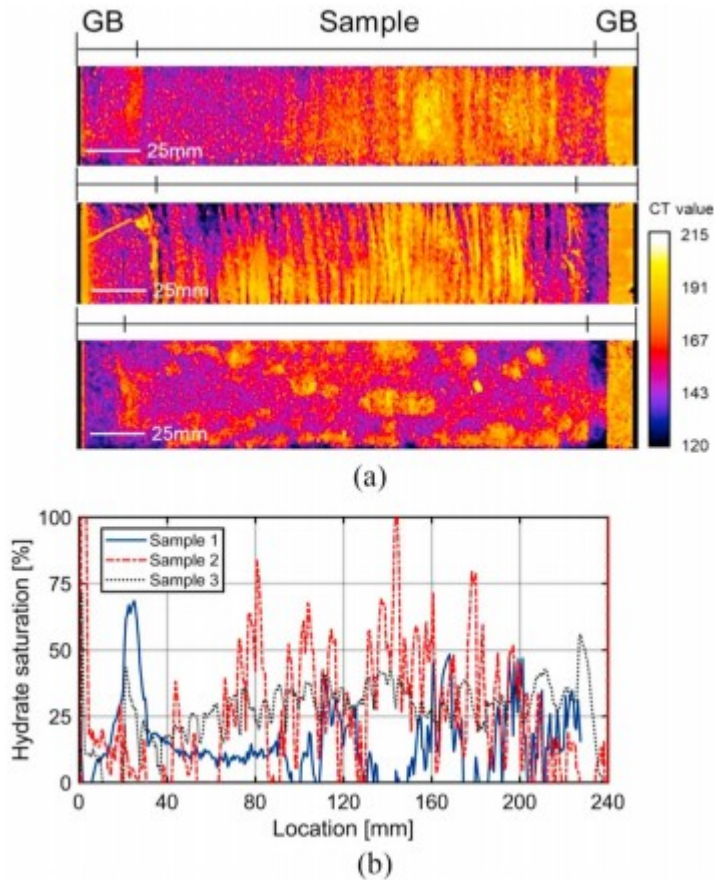 GB Sample GB
25mm
25mm
25mm
CT value
215
191
167
143
120
(a)
Hydrate saturation [%]
100
75
50
25
0
Sample 1
Sample 2
Sample 3
0 40 80 120 160 200 240
Location [mm]
(b)